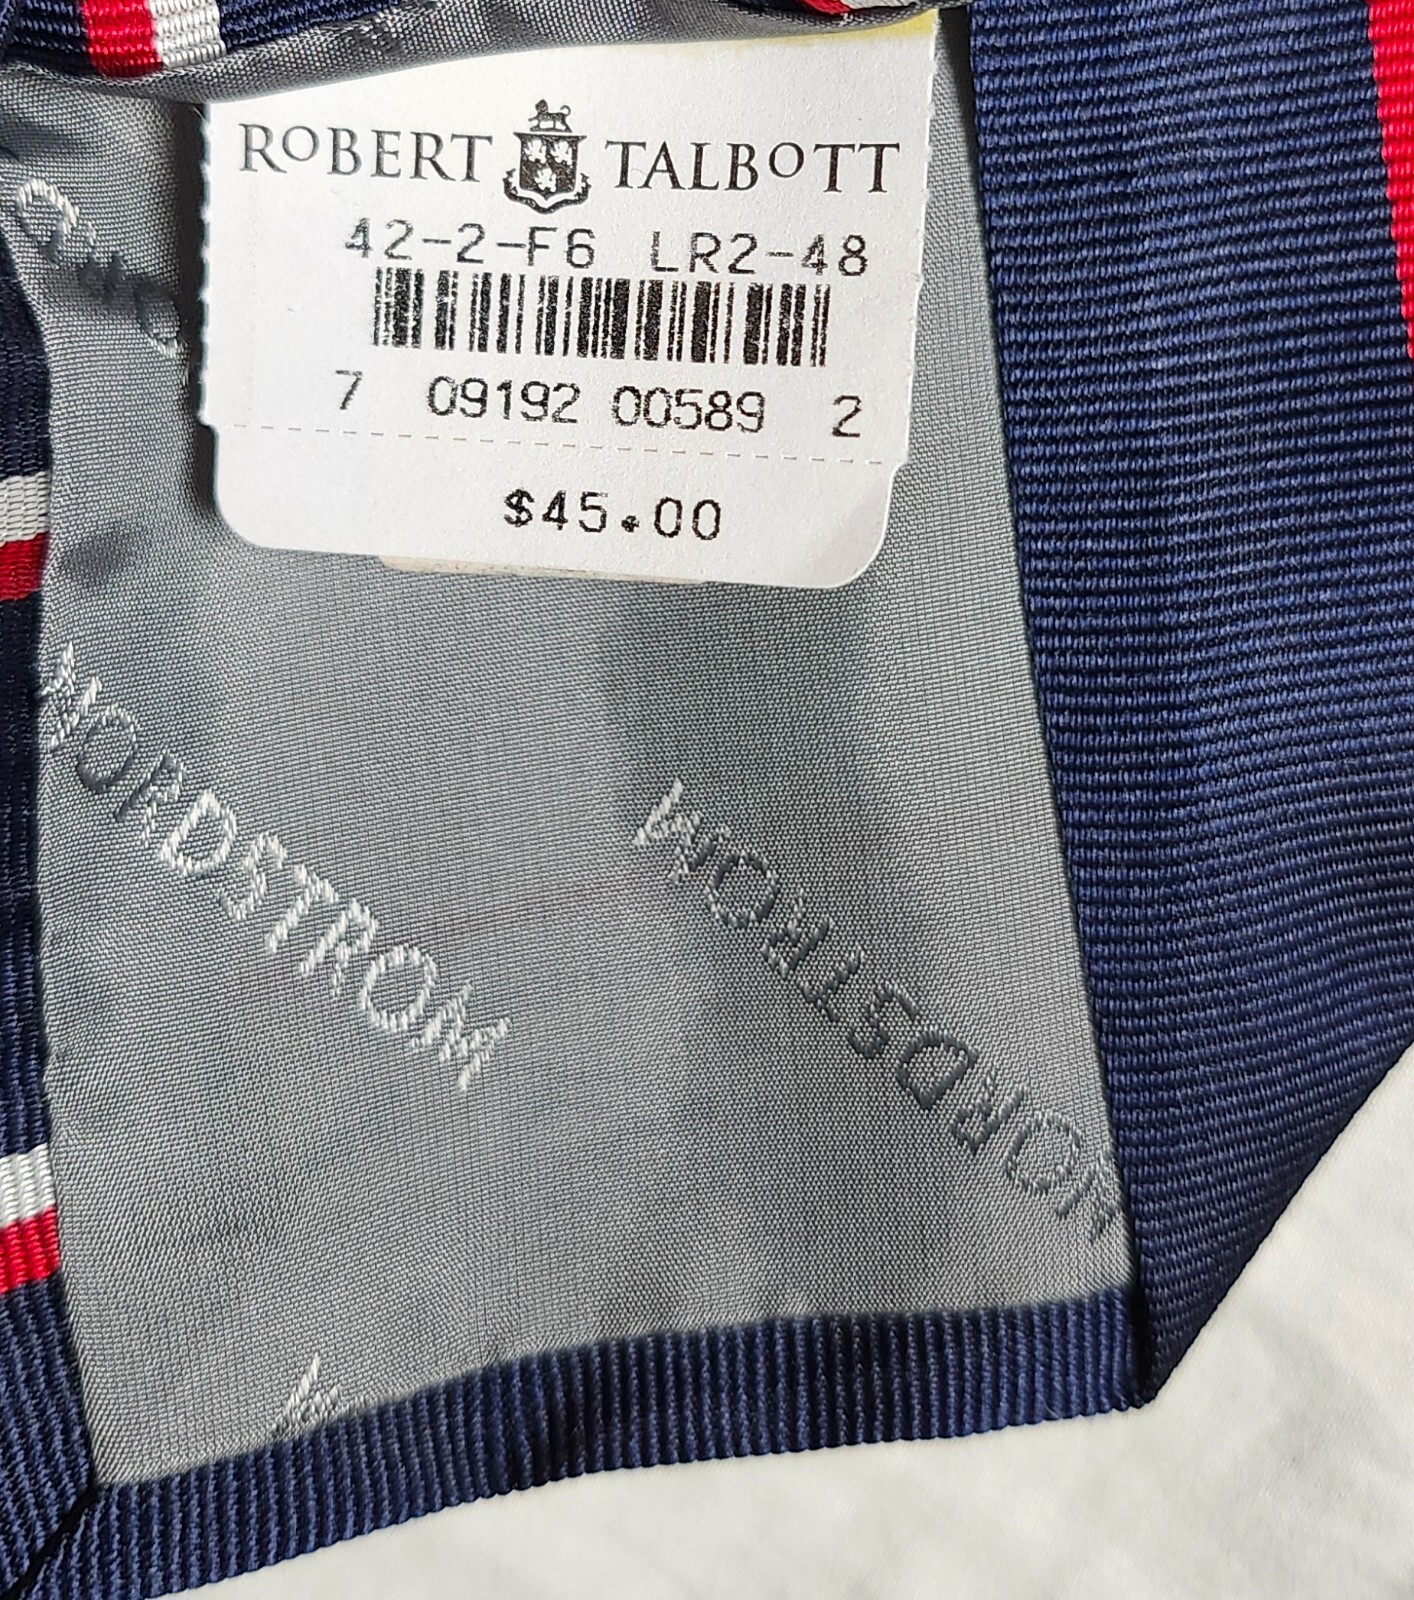 ROBERT TALBOTT
42-2-F6 LR2-48
7 09192 00589 2
$45.00
NORDSTROM
NORDSTROM